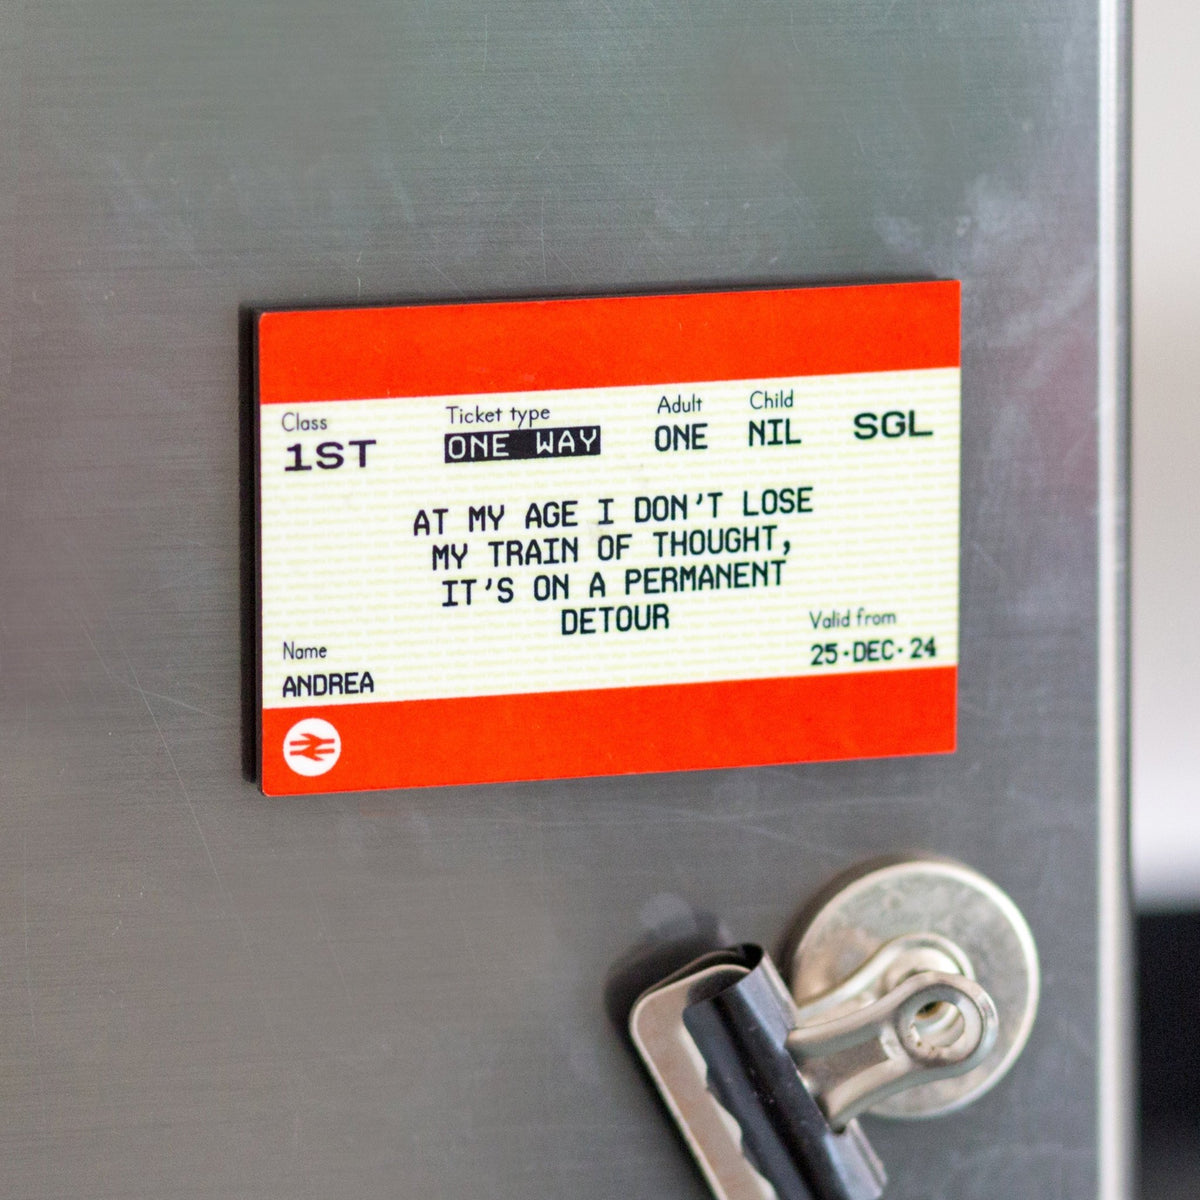 Class Ticket type Adult Child
1ST ONE WAY ONE NIL SGL
AT MY AGE I DON'T LOSE
MY TRAIN OF THOUGHT,
IT'S ON A PERMANENT
DETOUR
Name Valid from
ANDREA 25·DEC·24